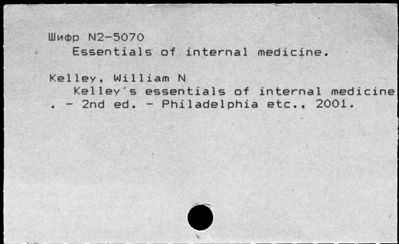 Шифр N2-5070
Essentials of internal medicine.
Kelley, William N
Kelley's essentials of internal medicine
. - 2nd ed. - Philadelphia etc., 2001.